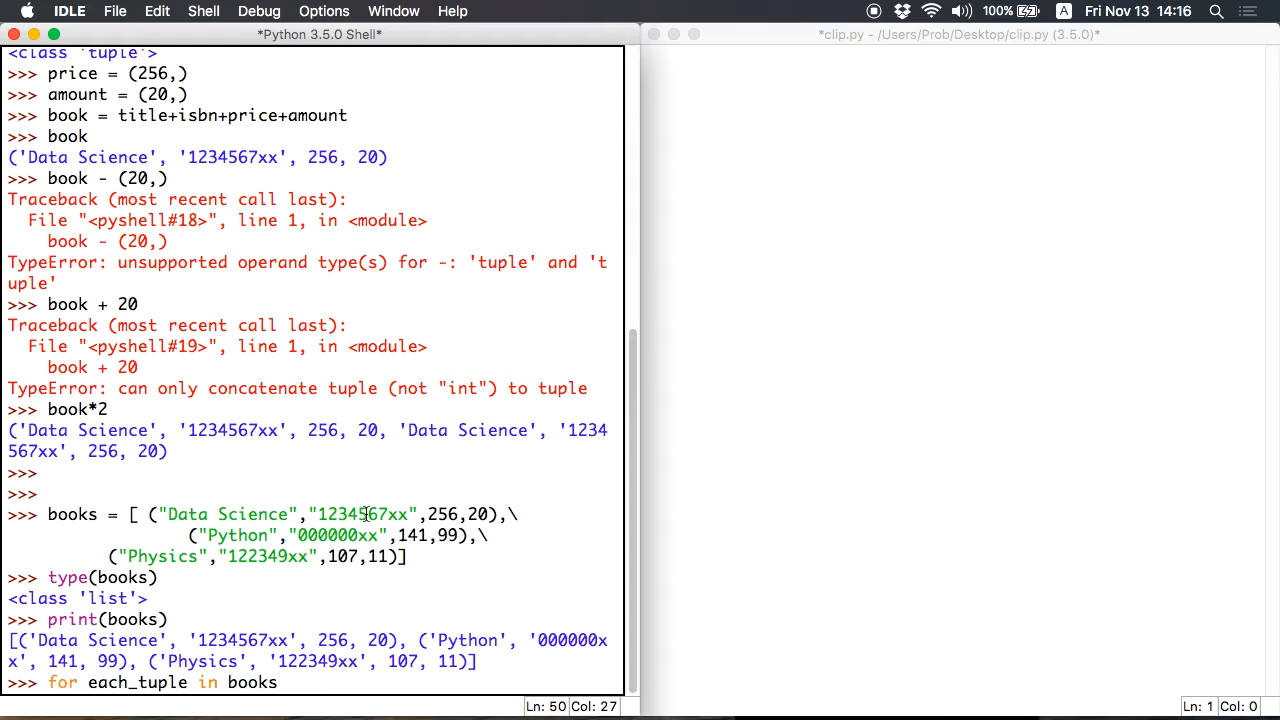 IDLE File Edit Shell Debug Options Window Help 100% A Fri Nov 13 14:16
*Python 3.5.0 Shell*
*clip.py - /Users/Prob/Desktop/clip.py (3.5.0)*
<class 'tuple'>
>>> price = (256,)
>>> amount = (20,)
>>> book = title+isbn+price+amount
>>> book
('Data Science', '1234567xx', 256, 20)
>>> book - (20,)
Traceback (most recent call last):
  File "<pyshell#18>", line 1, in <module>
    book - (20,)
TypeError: unsupported operand type(s) for -: 'tuple' and 't
uple'
>>> book + 20
Traceback (most recent call last):
  File "<pyshell#19>", line 1, in <module>
    book + 20
TypeError: can only concatenate tuple (not "int") to tuple
>>> book*2
('Data Science', '1234567xx', 256, 20, 'Data Science', '1234
567xx', 256, 20)
>>>
>>>
>>> books = [ ("Data Science","1234567xx",256,20),\
("Python","000000xx",141,99),\
("Physics","122349xx",107,11)]
>>> type(books)
<class 'list'>
>>> print(books)
[('Data Science', '1234567xx', 256, 20), ('Python', '000000x
x', 141, 99), ('Physics', '122349xx', 107, 11)]
>>> for each_tuple in books
Ln: 50 Col: 27
Ln: 1 Col: 0